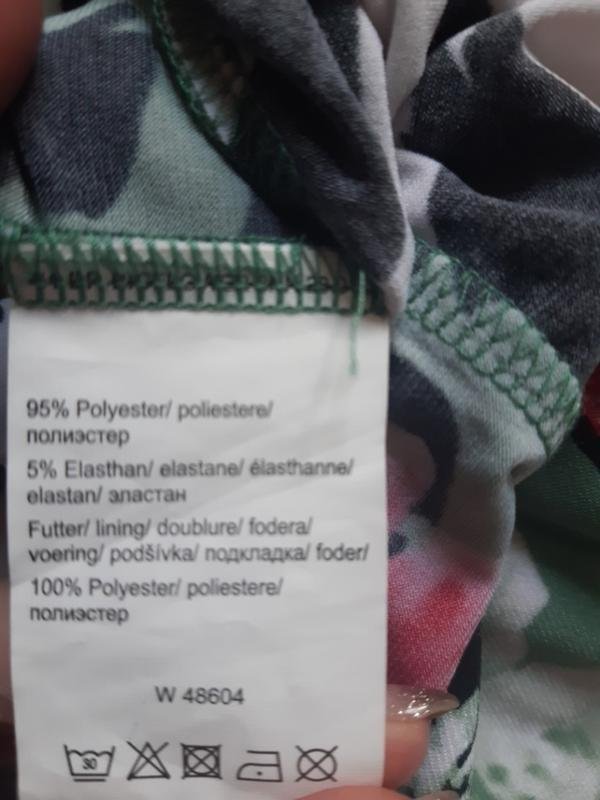 95% Polyester/ poliestere/
полиэстер
5% Elasthan/ elastane/ élasthanne/
elastan/ эластан
Futter/ lining/ doublure/ fodera/
voering/ podšívka/ подкладка/ foder/
100% Polyester/ poliestere/
полиэстер
W 48604
30